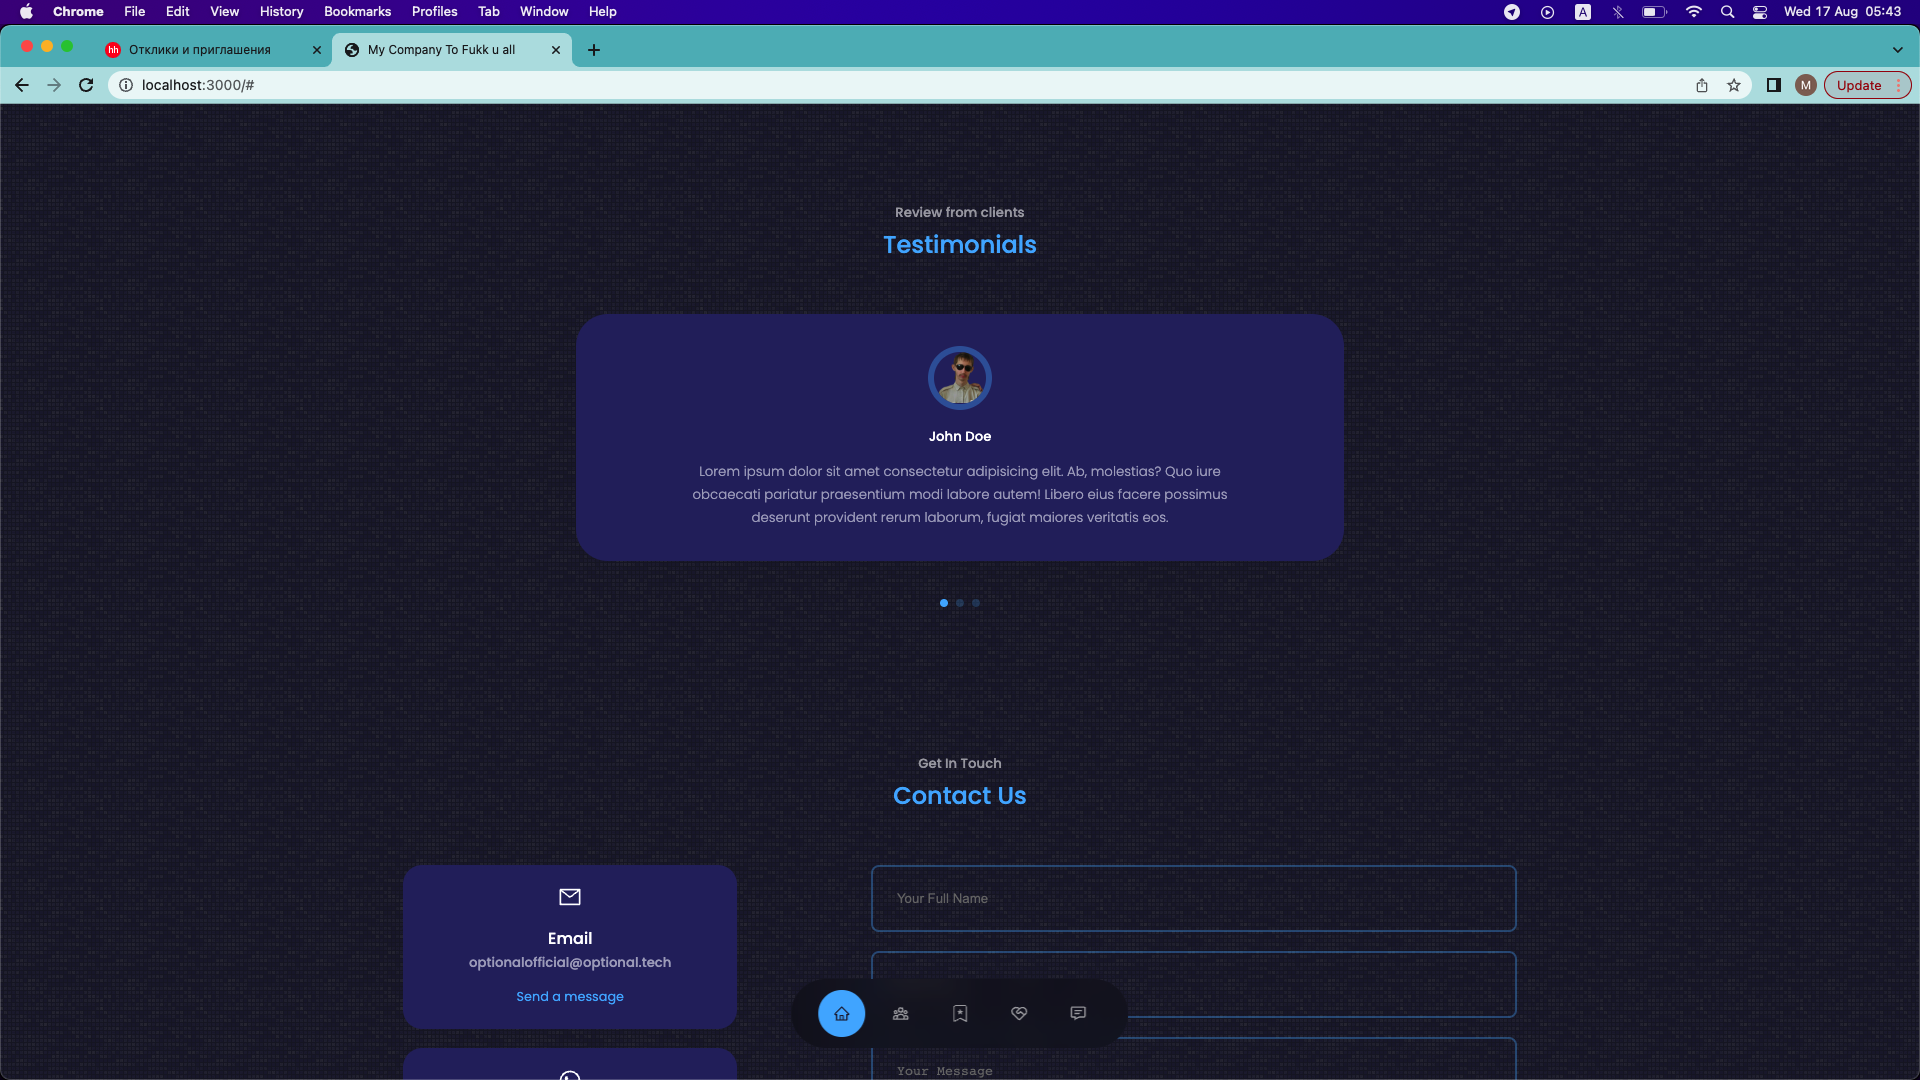 Chrome File Edit View History Bookmarks Profiles Tab Window Help A Wed 17 Aug 05:43
hh Отклики и приглашения My Company To Fukk u all
localhost:3000/# M Update
Review from clients
Testimonials
John Doe
Lorem ipsum dolor sit amet consectetur adipisicing elit. Ab, molestias? Quo iure
obcaecati pariatur praesentium modi labore autem! Libero eius facere possimus
deserunt provident rerum laborum, fugiat maiores veritatis eos.
Get In Touch
Contact Us
Email
optionalofficial@optional.tech
Send a message
Your Full Name
Your Message